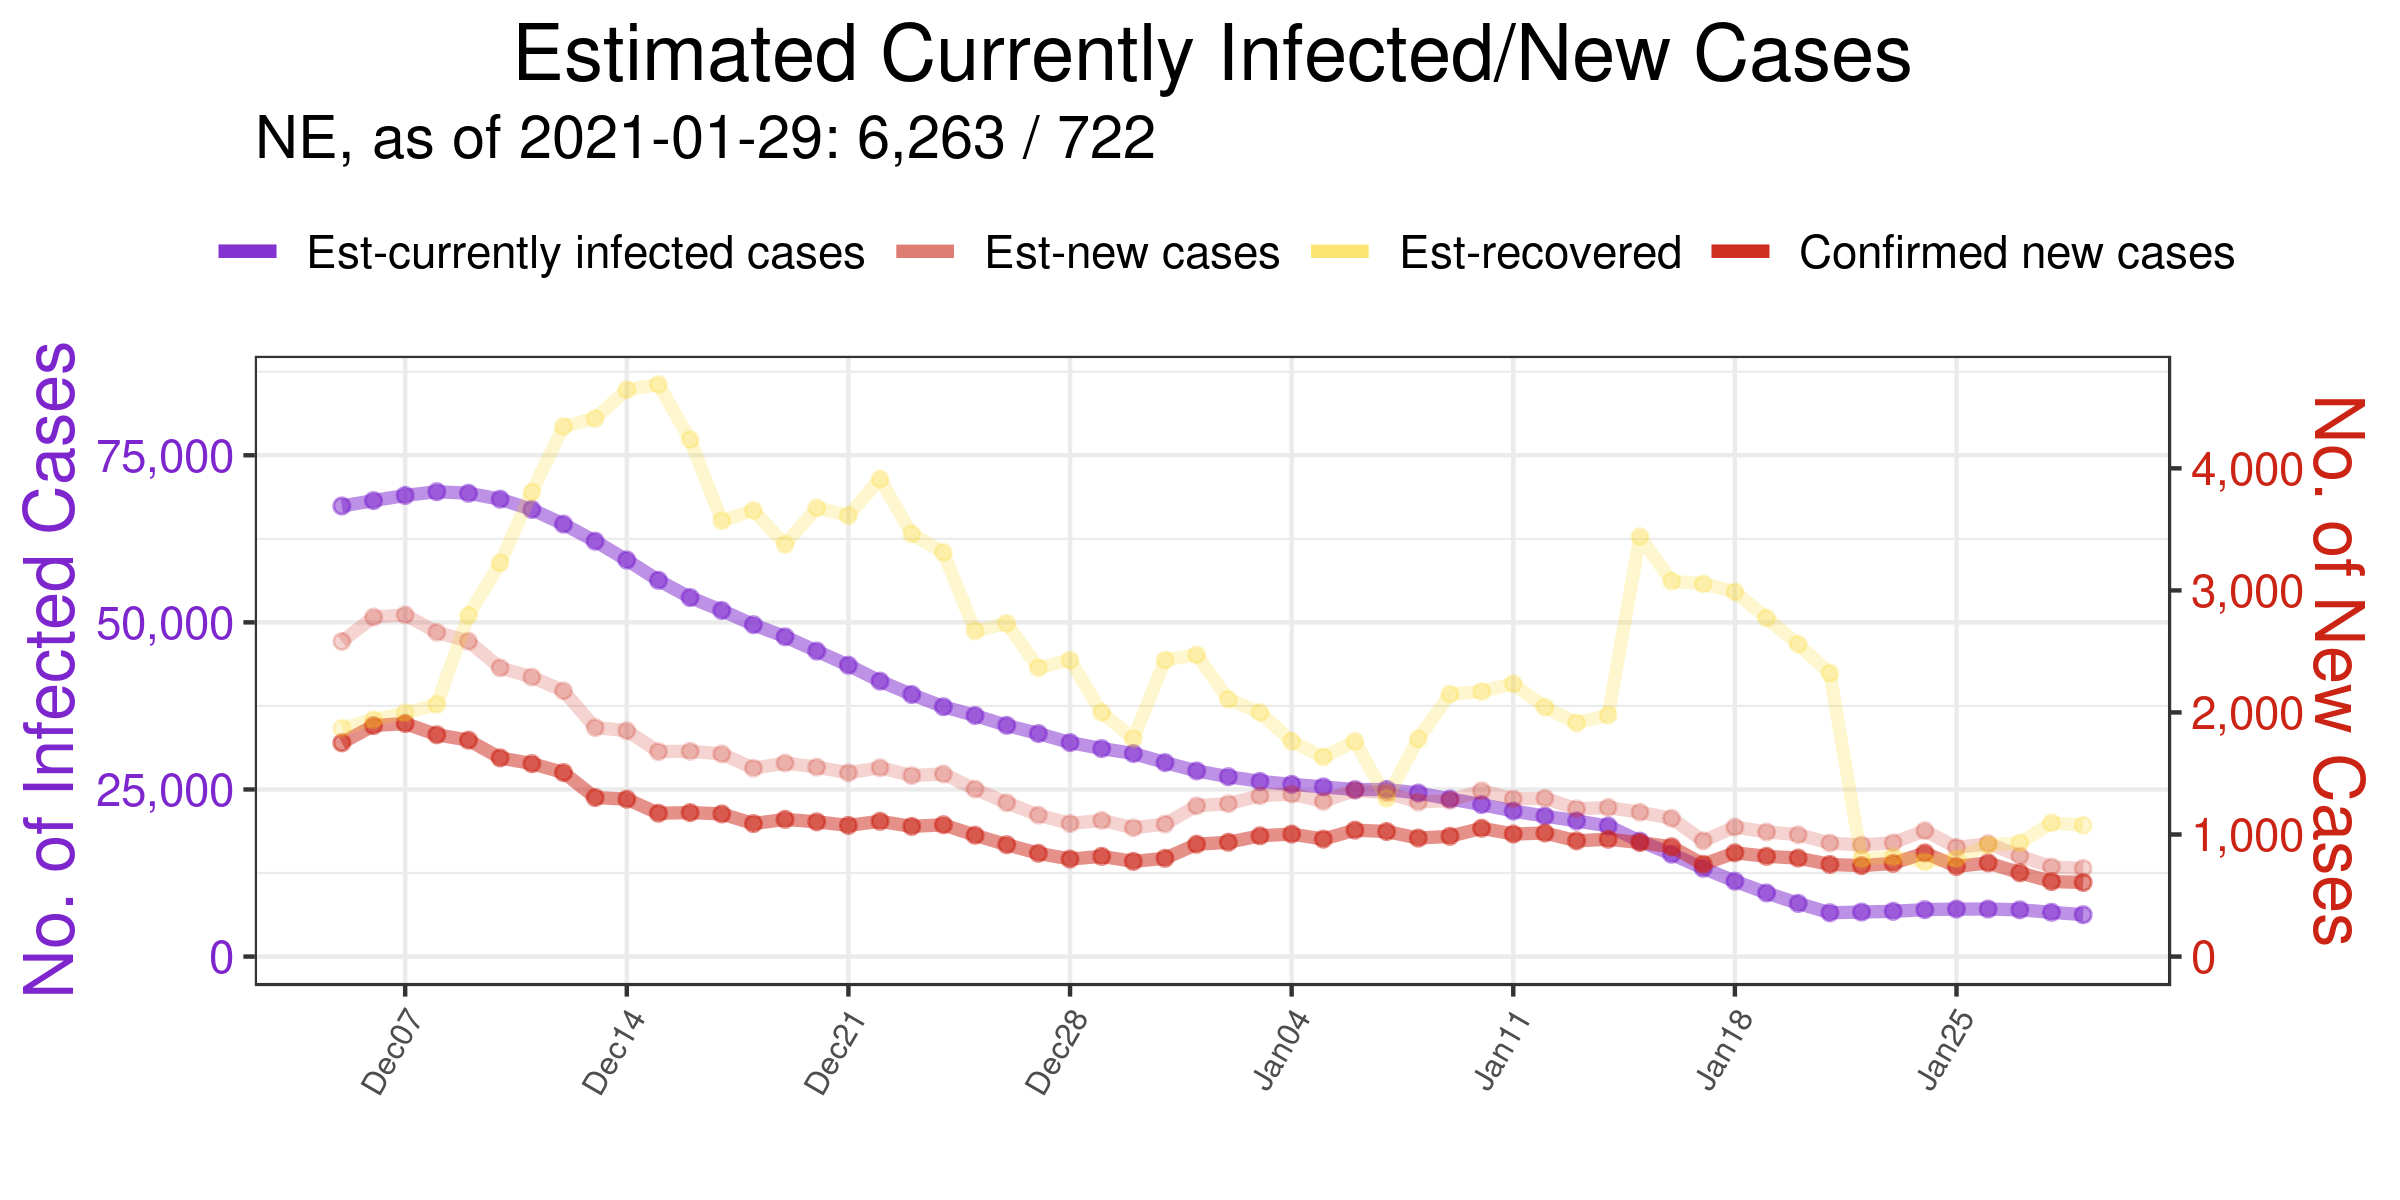 Estimated Currently Infected/New Cases
NE, as of 2021-01-29: 6,263 / 722
Est-currently infected cases Est-new cases Est-recovered Confirmed new cases
No. of Infected Cases
75,000
50,000
25,000
0
4,000
3,000
2,000
1,000
0
No. of New Cases
Dec07 Dec14 Dec21 Dec28 Jan04 Jan11 Jan18 Jan25